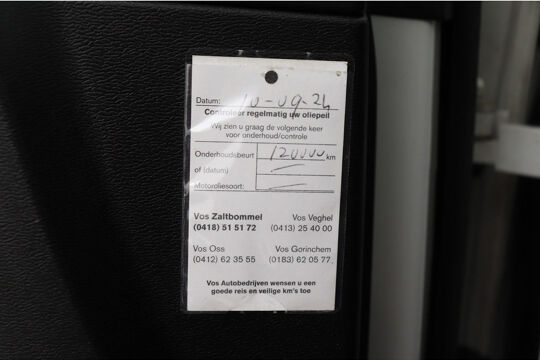 Datum: 10-09-24
Controleer regelmatig uw oliepeil
Wij zien u graag de volgende keer
voor onderhoud/controle
Onderhoudsbeurt 120000 km
of (datum) —
Motoroliesoort: —
Vos Zaltbommel Vos Veghel
(0418) 51 51 72 (0413) 25 40 00
Vos Oss Vos Gorinchem
(0412) 62 35 55 (0183) 62 05 77
Vos Autobedrijven wensen u een
goede reis en veilige km's toe